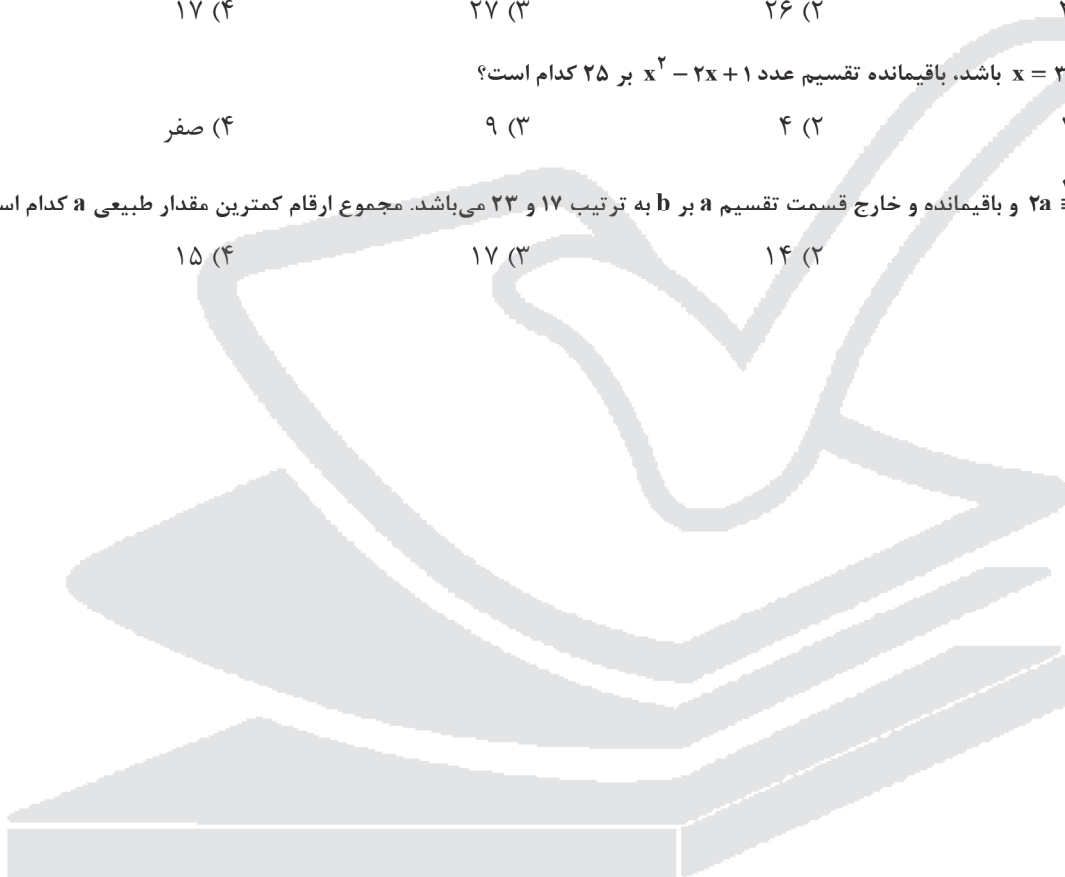 ۲) ۲۶ ۳) ۲۷ ۴) ۱۷
x = ۳ باشد، باقیمانده تقسیم عدد x² − ۲x + ۱ بر ۲۵ کدام است؟
۲) ۴ ۳) ۹ ۴) صفر
۲a و باقیمانده و خارج قسمت تقسیم a بر b به ترتیب ۱۷ و ۲۳ می‌باشد. مجموع ارقام کمترین مقدار طبیعی a کدام
۲) ۱۴ ۳) ۱۷ ۴) ۱۵